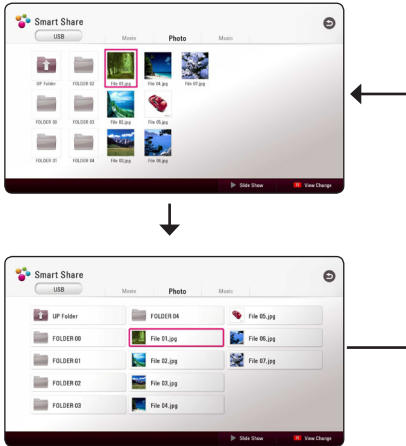 Smart Share
USB
Movie Photo Music
UP Folder FOLDER 02 File 01.jpg File 04.jpg File 07.jpg
FOLDER 00 FOLDER 03 File 02.jpg File 05.jpg
FOLDER 01 FOLDER 04 File 03.jpg File 06.jpg
Slide Show R View Change
Smart Share
USB
Movie Photo Music
UP Folder FOLDER 04 File 05.jpg
FOLDER 00 File 01.jpg File 06.jpg
FOLDER 01 File 02.jpg File 07.jpg
FOLDER 02 File 03.jpg
FOLDER 03 File 04.jpg
Slide Show R View Change